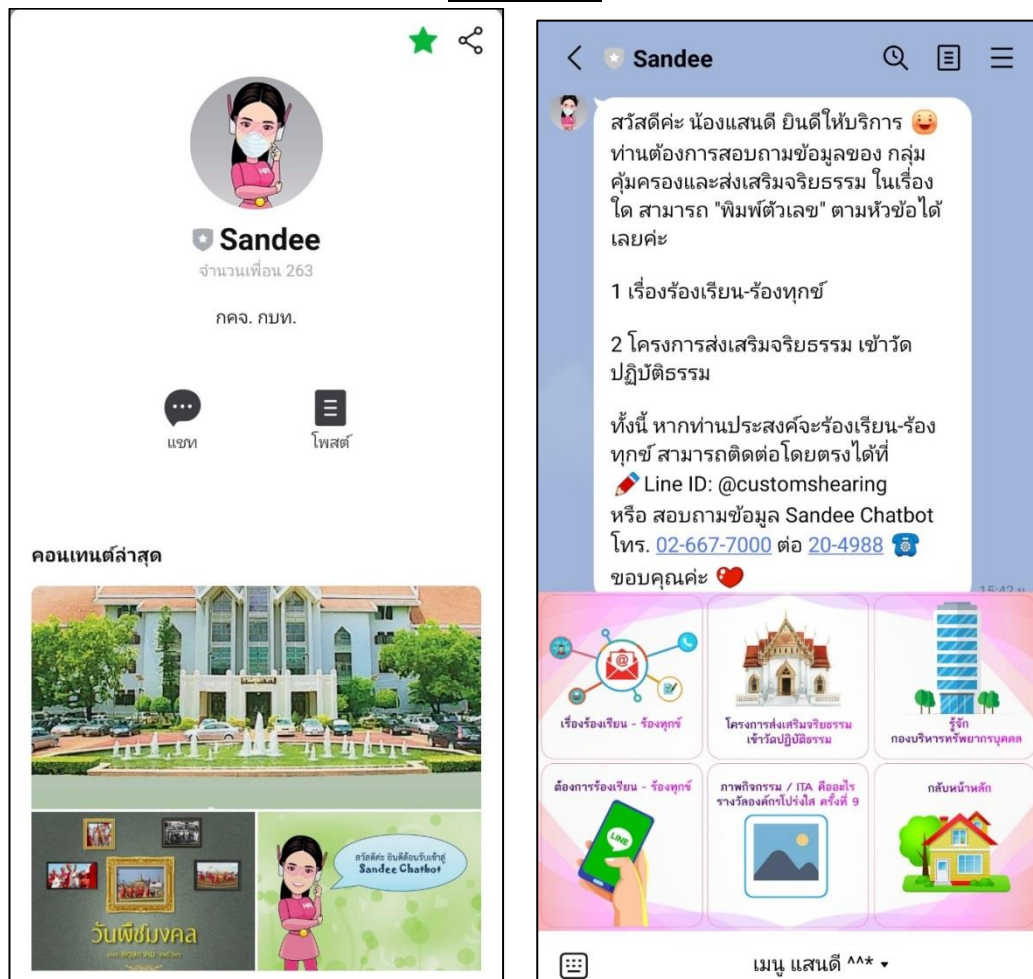 Sandee
จำนวนเพื่อน 263
กคจ. กบท.
แชท
โพสต์
คอนเทนต์ล่าสุด
วันพืชมงคล
สวัสดีค่ะ ยินดีต้อนรับเข้าสู่
Sandee Chatbot
Sandee
สวัสดีค่ะ น้องแสนดี ยินดีให้บริการ
ท่านต้องการสอบถามข้อมูลของ กลุ่ม
คุ้มครองและส่งเสริมจริยธรรม ในเรื่อง
ใด สามารถ "พิมพ์ตัวเลข" ตามหัวข้อได้
เลยค่ะ
1 เรื่องร้องเรียน-ร้องทุกข์
2 โครงการส่งเสริมจริยธรรม เข้าวัด
ปฏิบัติธรรม
ทั้งนี้ หากท่านประสงค์จะร้องเรียน-ร้อง
ทุกข์ สามารถติดต่อโดยตรงได้ที่
Line ID: @customshearing
หรือ สอบถามข้อมูล Sandee Chatbot
โทร. 02-667-7000 ต่อ 20-4988
ขอบคุณค่ะ
15:42 น.
เรื่องร้องเรียน - ร้องทุกข์
โครงการส่งเสริมจริยธรรม
เข้าวัดปฏิบัติธรรม
รู้จัก
กองบริหารทรัพยากรบุคคล
ต้องการร้องเรียน - ร้องทุกข์
LINE
ภาพกิจกรรม / ITA คืออะไร
รางวัลองค์กรโปร่งใส ครั้งที่ 9
กลับหน้าหลัก
เมนู แสนดี ^^*